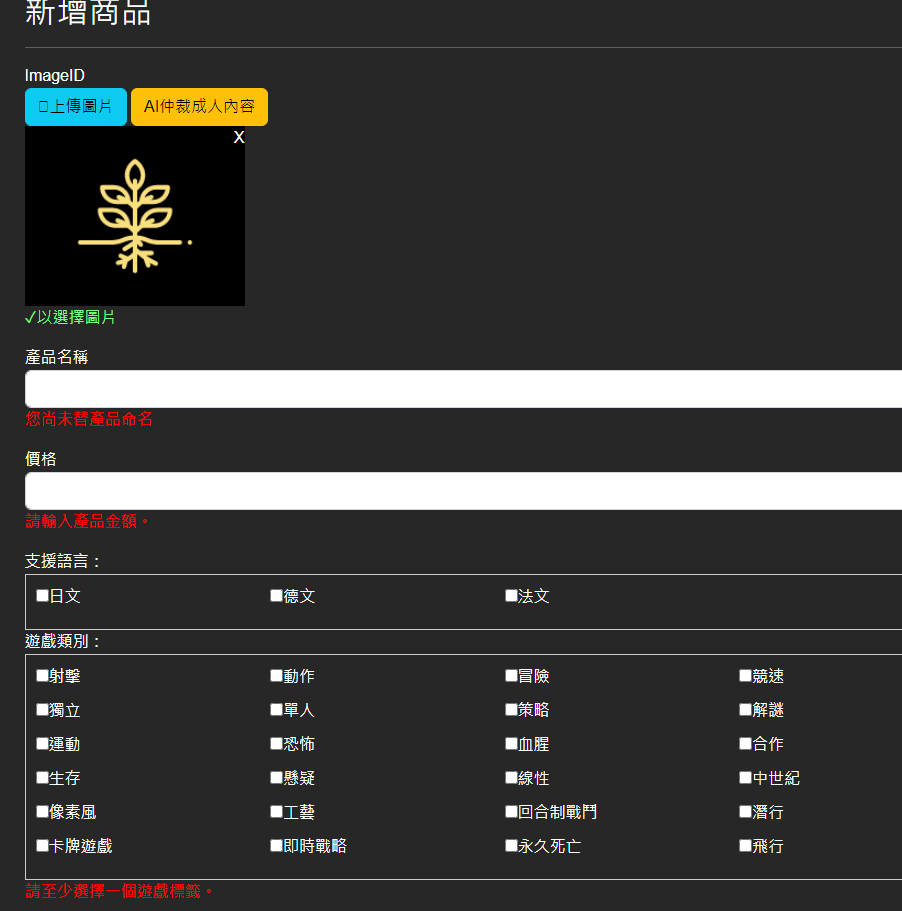 新增商品
ImageID
上傳圖片 AI仲裁成人內容
X
✓以選擇圖片
產品名稱
您尚未替產品命名
價格
請輸入產品金額。
支援語言：
日文 德文 法文
遊戲類別：
射擊 動作 冒險 競速
獨立 單人 策略 解謎
運動 恐怖 血腥 合作
生存 懸疑 線性 中世紀
像素風 工藝 回合制戰鬥 潛行
卡牌遊戲 即時戰略 永久死亡 飛行
請至少選擇一個遊戲標籤。